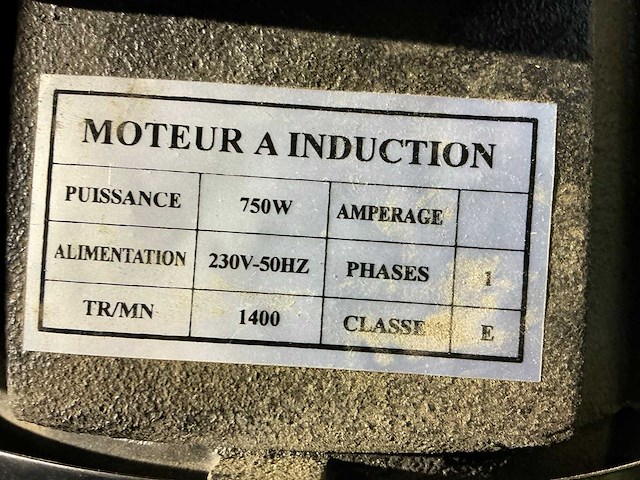 MOTEUR A INDUCTION
PUISSANCE 750W AMPERAGE
ALIMENTATION 230V-50HZ PHASES 1
TR/MN 1400 CLASSE E